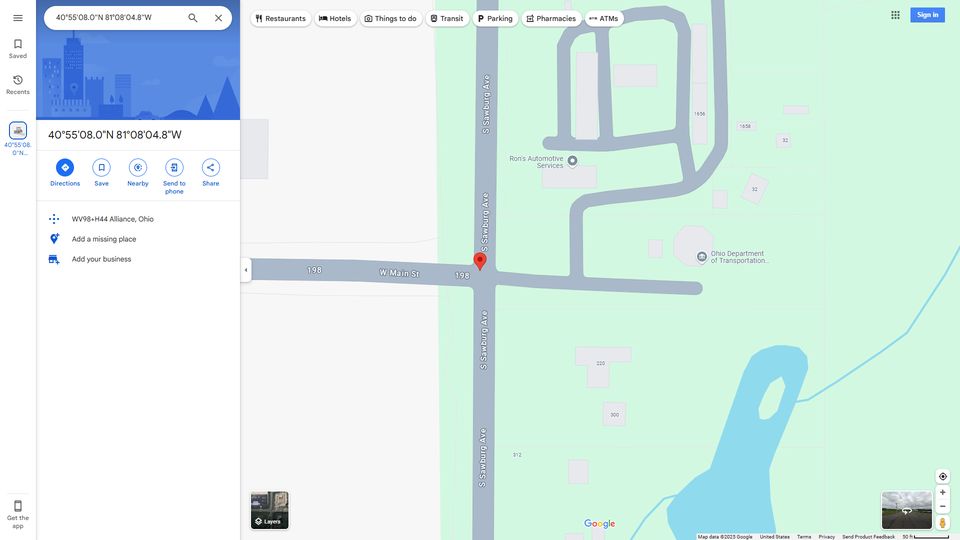 40°55'08.0"N 81°08'04.8"W
Restaurants
Hotels
Things to do
Transit
Parking
Pharmacies
ATMs
Sign in
Saved
Recents
40°55'08.
0"N...
40°55'08.0"N 81°08'04.8"W
Directions
Save
Nearby
Send to
phone
Share
WV98+H44 Alliance, Ohio
Add a missing place
Add your business
Get the
app
S Sawburg Ave
S Sawburg Ave
S Sawburg Ave
S Sawburg Ave
198
W Main St
198
Ron's Automotive
Services
1656
1658
32
32
Ohio Department
of Transportation...
220
300
312
Layers
Google
Map data ©2025 Google
United States
Terms
Privacy
Send Product Feedback
50 ft